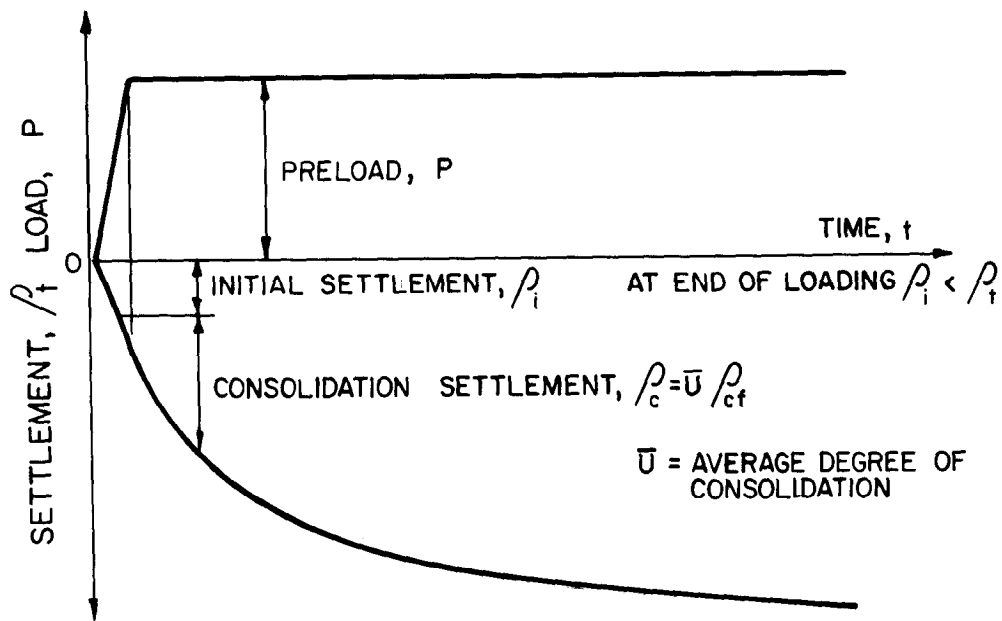 SETTLEMENT, ρt LOAD, P
PRELOAD, P
TIME, t
0
INITIAL SETTLEMENT, ρi
AT END OF LOADING ρi < ρt
CONSOLIDATION SETTLEMENT, ρc = U̅ ρcf
U̅ = AVERAGE DEGREE OF
CONSOLIDATION